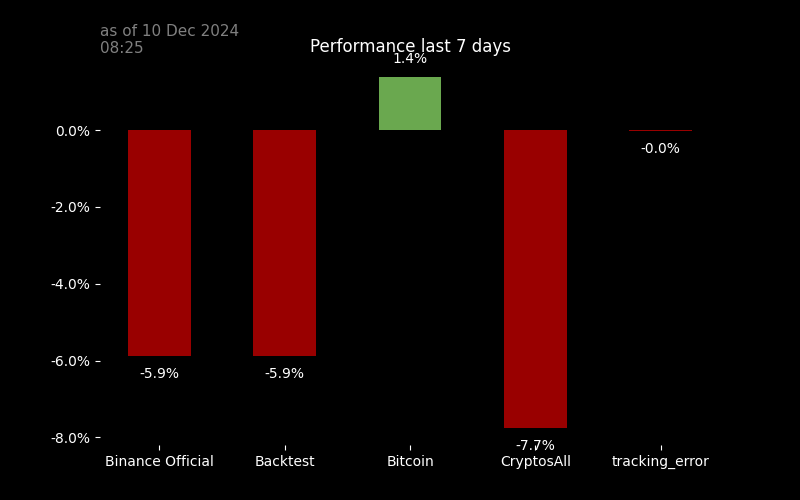 as of 10 Dec 2024
08:25
Performance last 7 days
1.4%
0.0%
-0.0%
-2.0%
-4.0%
-6.0%
-5.9%
-5.9%
-8.0%
-7.7%
Binance Official
Backtest
Bitcoin
CryptosAll
tracking_error